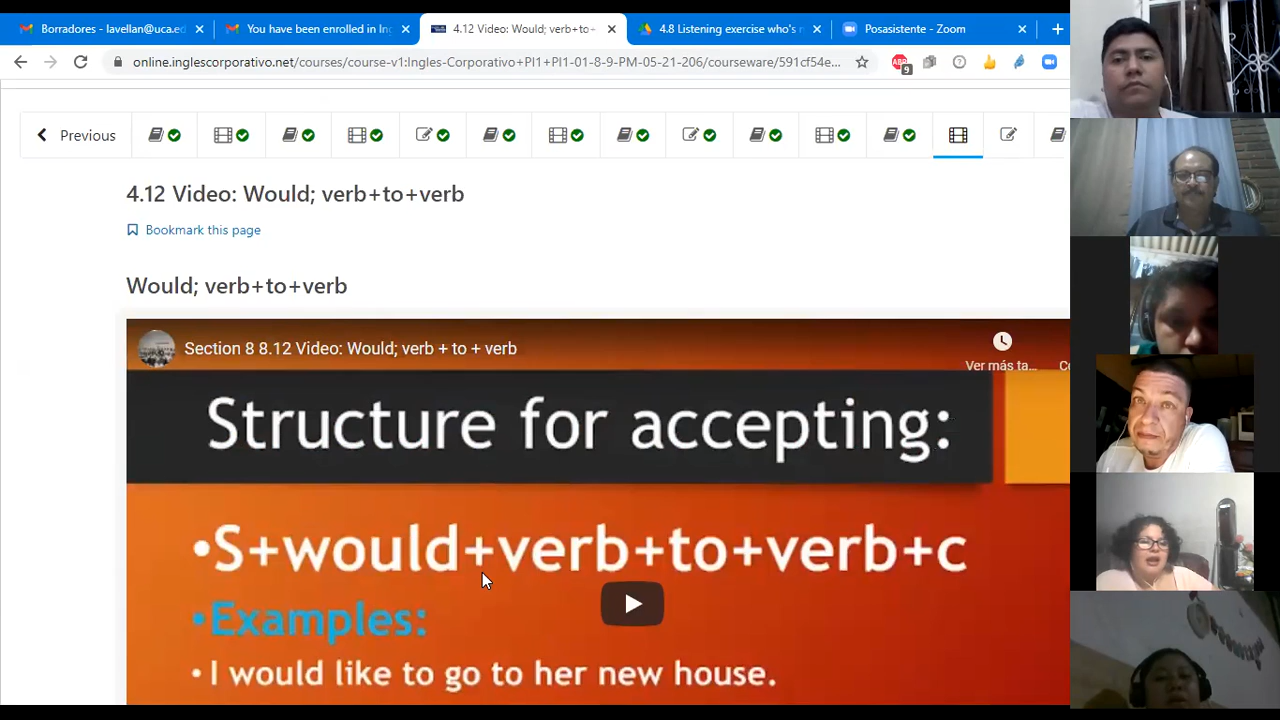 Borradores - lavellan@uca.ed
You have been enrolled in Ing
4.12 Video: Would; verb+to+
4.8 Listening exercise who's n
Posasistente - Zoom
online.inglescorporativo.net/courses/course-v1:Ingles-Corporativo+PI1+PI1-01-8-9-PM-05-21-206/courseware/591cf54e...
ABP
9
Previous
4.12 Video: Would; verb+to+verb
Bookmark this page
Would; verb+to+verb
Section 8 8.12 Video: Would; verb + to + verb
Ver más ta...
Co
Structure for accepting:
•S+would+verb+to+verb+c
•Examples:
•I would like to go to her new house.